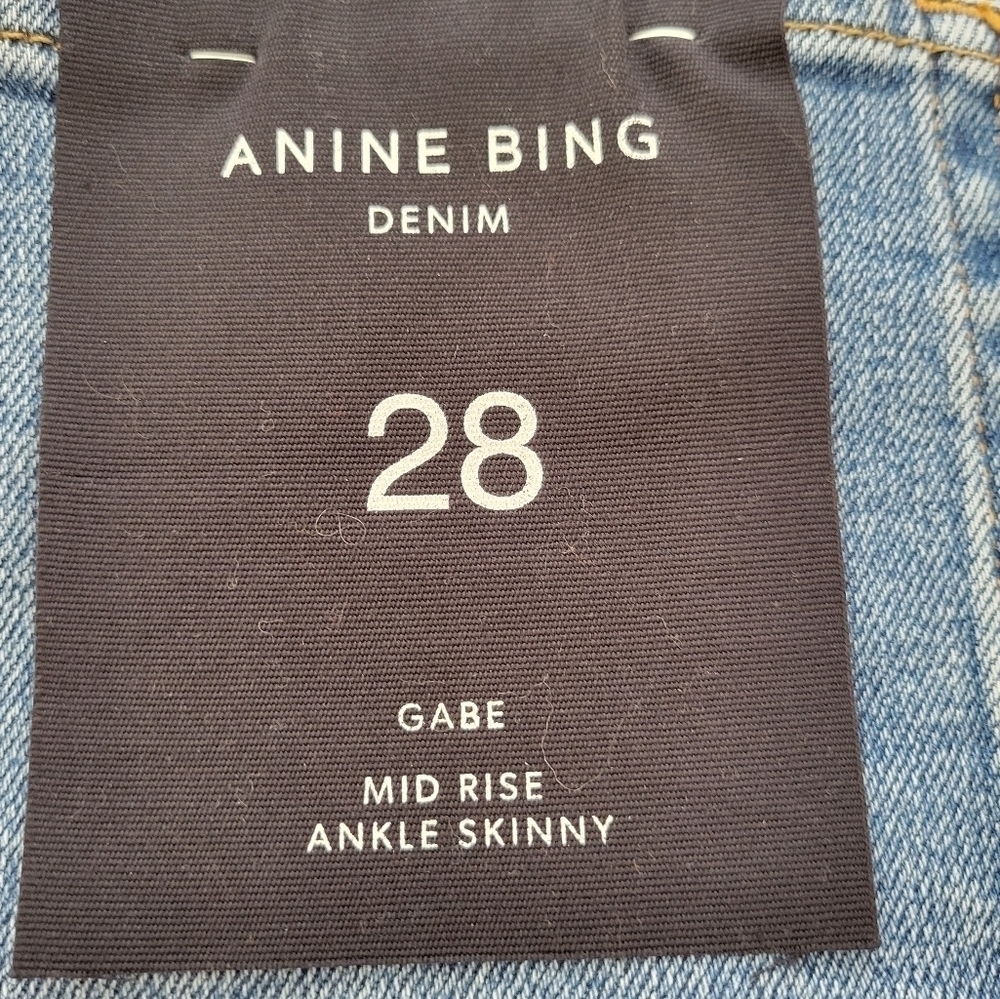 ANINE BING
DENIM
28
GABE
MID RISE
ANKLE SKINNY